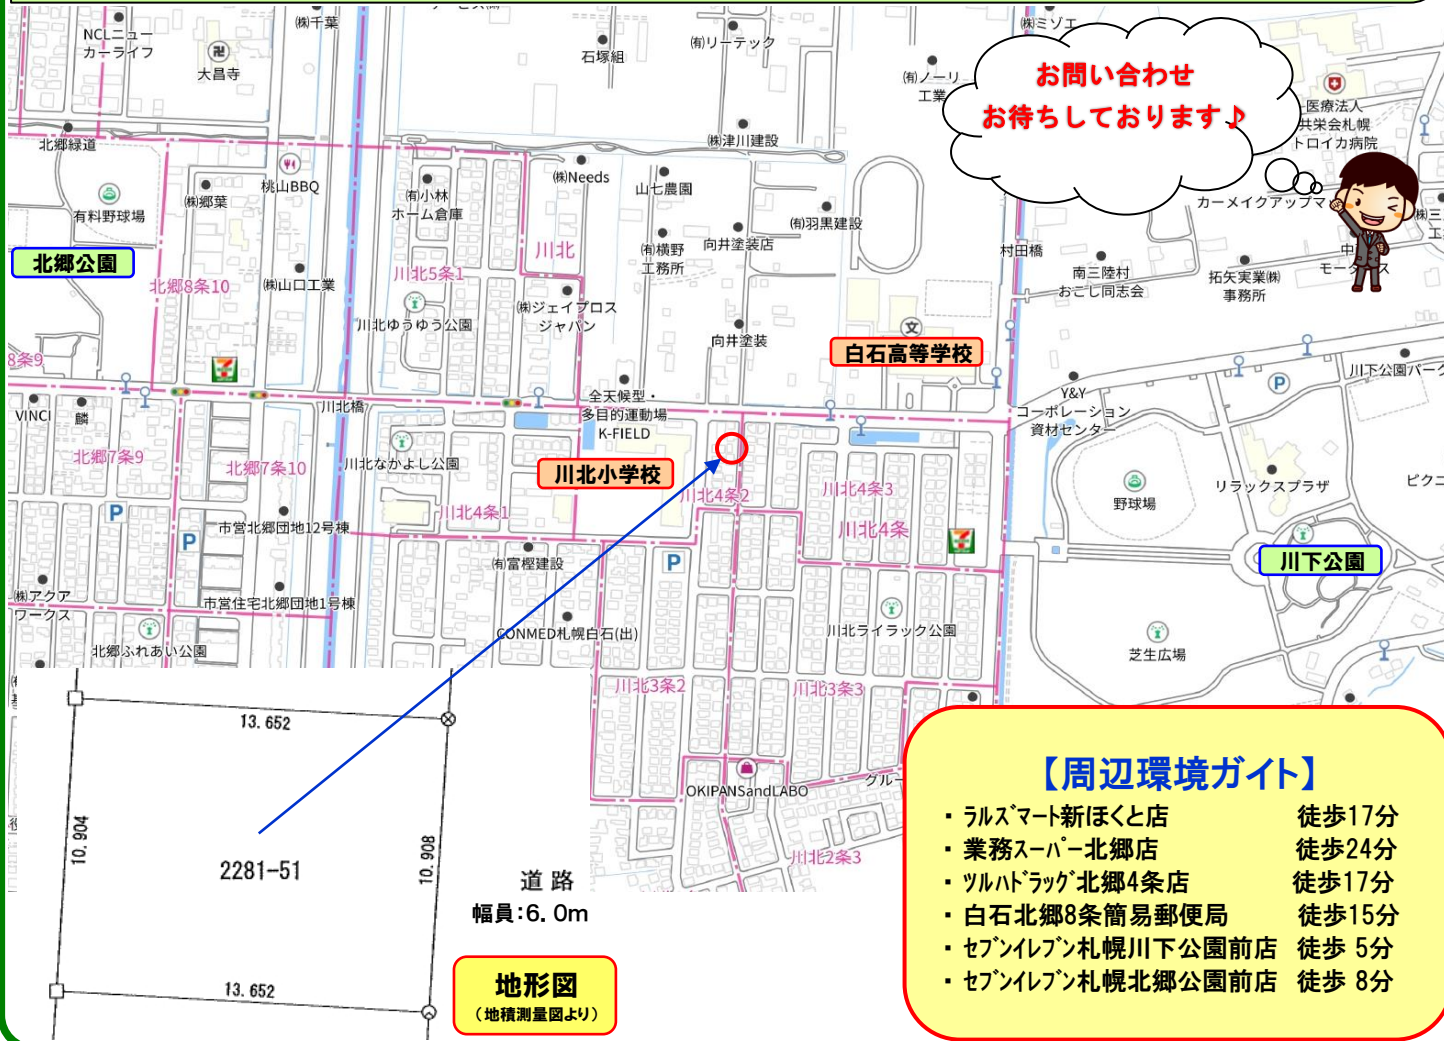 ㈱千葉
㈱ミゾエ
NCLニュー
カーライフ
大昌寺
石塚組
㈲リーテック
㈲ノーリ
工業
お問い合わせ
お待ちしております♪
医療法人
共栄会札幌
トロイカ病院
北郷緑道
㈱津川建設
桃山BBQ
㈱郷葉
㈲小林
ホーム倉庫
㈱Needs
山七農園
カーメイクアップマ
㈱三
工
有料野球場
㈲羽黒建設
北郷公園
川北
㈲横野
工務所
向井塗装店
村田橋
中
モータ
ス
北郷8条10
㈱山口工業
川北5条1
南三陸村
おこし同志会
拓矢実業㈱
事務所
川北ゆうゆう公園
㈱ジェイプロス
ジャパン
向井塗装
文
白石高等学校
8条9
川下公園パーク
VINCI
麟
川北橋
全天候型・
多目的運動場
K-FIELD
Y&Y
コーポレーション
資材センター
P
北郷7条9
北郷7条10
川北なかよし公園
川北小学校
川北4条2
川北4条3
野球場
リラックスプラザ
ピクニ
P
川北4条1
市営北郷団地12号棟
川北4条
P
㈲富樫建設
P
川下公園
㈱アクア
ワークス
市営住宅北郷団地1号棟
CONMED札幌白石(出)
川北ライラック公園
北郷ふれあい公園
芝生広場
川北3条2
川北3条3
13.652
10.904
2281-51
10.908
13.652
道路
幅員:6.0m
OKIPANSandLABO
グルー
川北2条3
地形図
(地積測量図より)
【周辺環境ガイド】
・ラルズマート新ほくと店 徒歩17分
・業務スーパー北郷店 徒歩24分
・ツルハドラッグ北郷4条店 徒歩17分
・白石北郷8条簡易郵便局 徒歩15分
・セブンイレブン札幌川下公園前店 徒歩 5分
・セブンイレブン札幌北郷公園前店 徒歩 8分